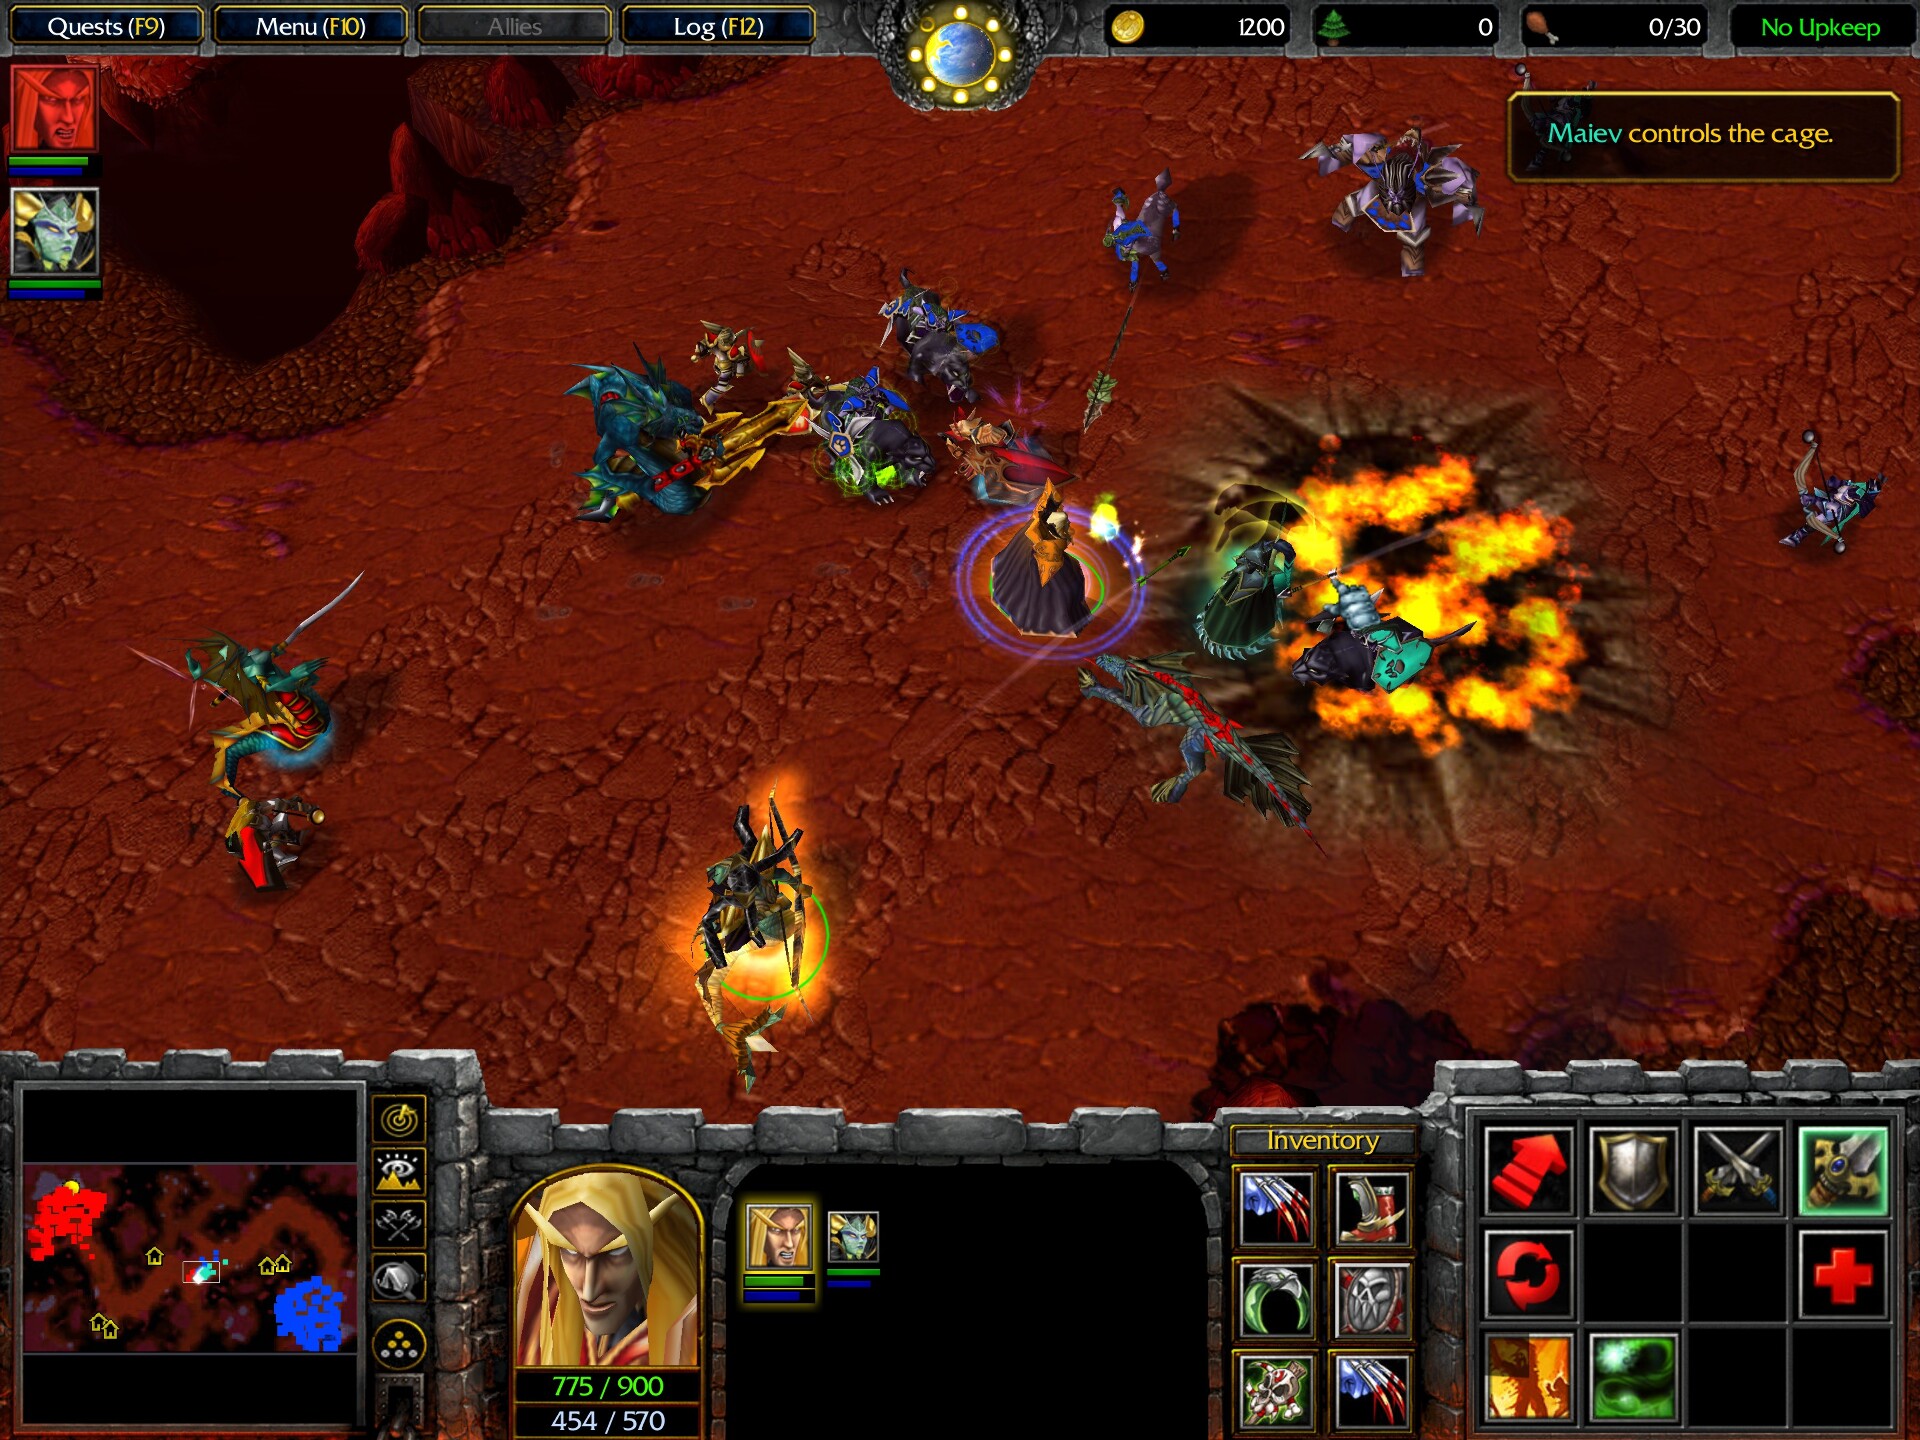 Quests (F9)
Menu (F10)
Allies
Log (F12)
1200
0
0/30
No Upkeep
Maiev controls the cage.
775 / 900
454 / 570
Inventory